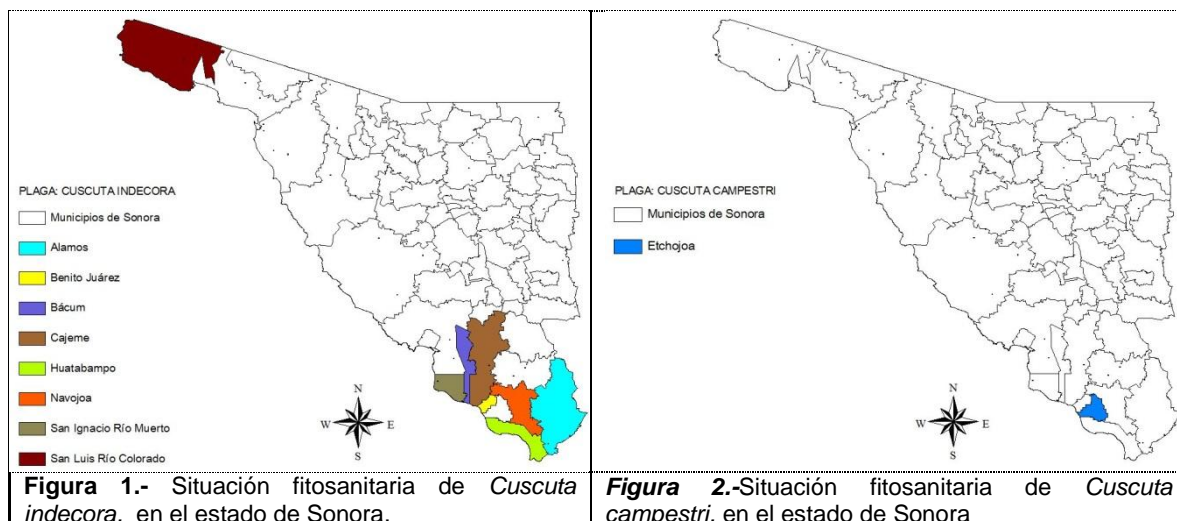 PLAGA: CUSCUTA INDECORA
Municipios de Sonora
Alamos
Benito Juárez
Bácum
Cajeme
Huatabampo
Navojoa
San Ignacio Río Muerto
San Luis Río Colorado
N
W E
S
Figura 1.- Situación fitosanitaria de Cuscuta
indecora, en el estado de Sonora.
PLAGA: CUSCUTA CAMPESTRI
Municipios de Sonora
Etchojoa
N
W E
S
Figura 2.-Situación fitosanitaria de Cuscuta
campestri, en el estado de Sonora